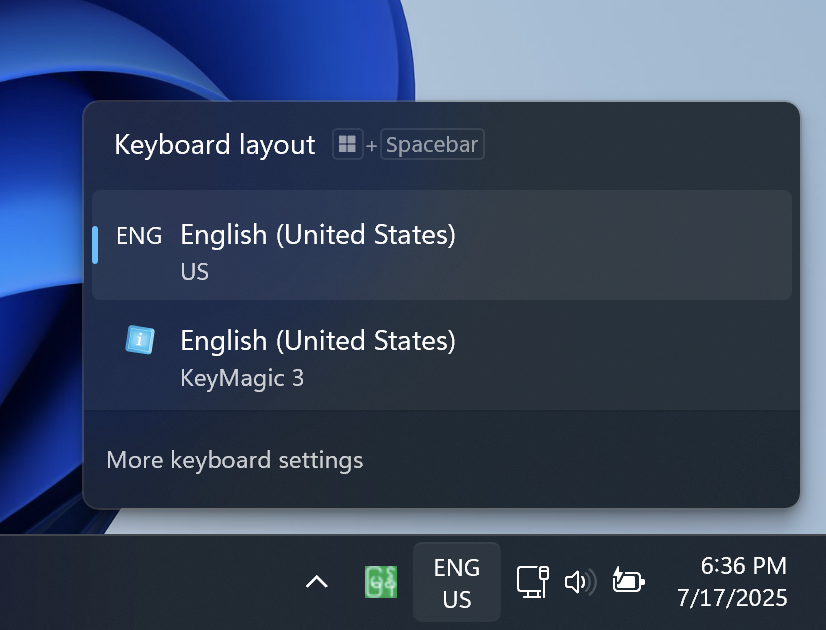 Keyboard layout + Spacebar
ENG English (United States)
US
English (United States)
KeyMagic 3
More keyboard settings
ENG
US
6:36 PM
7/17/2025